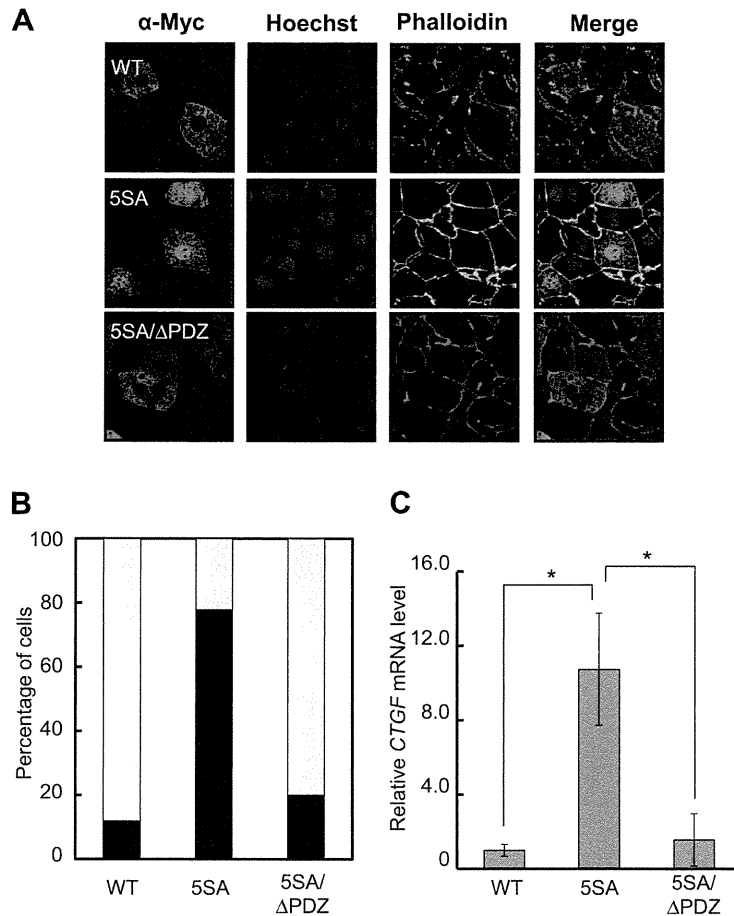 A
α-Myc Hoechst Phalloidin Merge
WT
5SA
5SA/ΔPDZ
B
Percentage of cells
100
80
60
40
20
0
WT 5SA 5SA/
ΔPDZ
C
Relative CTGF mRNA level
16.0
12.0
8.0
4.0
0
* *
WT 5SA 5SA/
ΔPDZ